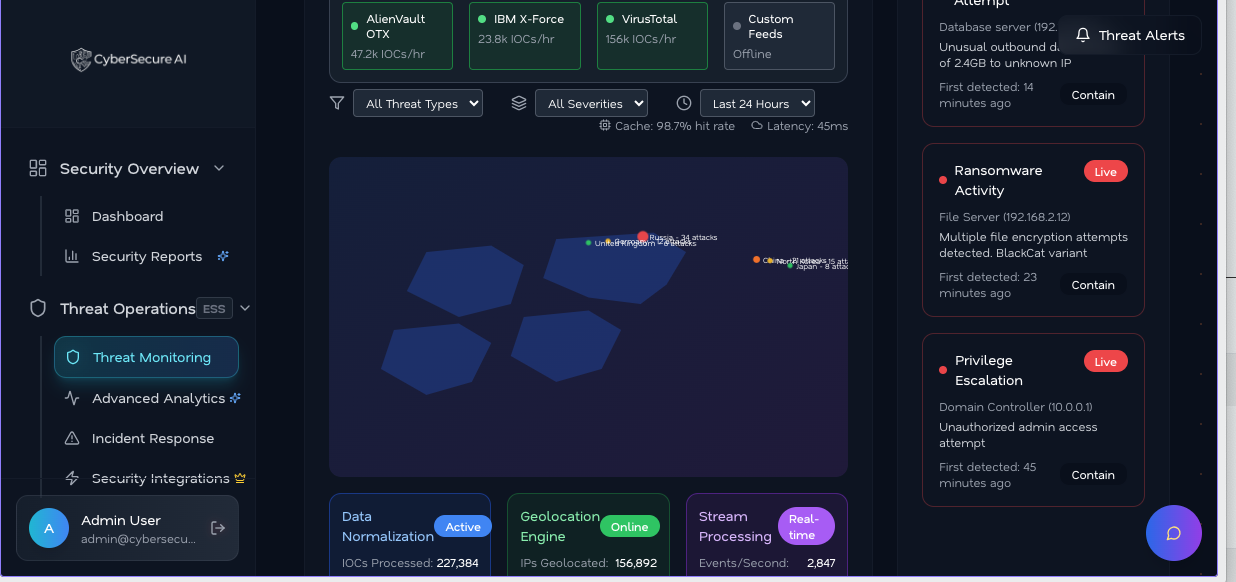 CyberSecure AI
Security Overview
Dashboard
Security Reports
Threat Operations ESS
Threat Monitoring
Advanced Analytics
Incident Response
Security Integrations
A
Admin User
admin@cybersecu...
AlienVault
OTX
47.2k IOCs/hr
IBM X-Force
23.8k IOCs/hr
VirusTotal
156k IOCs/hr
Custom
Feeds
Offline
All Threat Types
All Severities
Last 24 Hours
Cache: 98.7% hit rate
Latency: 45ms
Russia - 34 attacks
United Kingdom - 6 attacks
Japan - 8 attac
Data
Normalization
Active
IOCs Processed: 227,384
Geolocation
Engine
Online
IPs Geolocated: 156,892
Stream
Processing
Real-
time
Events/Second: 2,847
Attempt
Database server (192.
Unusual outbound
of 2.4GB to unknown IP
First detected: 14
minutes ago
Contain
Threat Alerts
Ransomware
Activity
Live
File Server (192.168.2.12)
Multiple file encryption attempts
detected. BlackCat variant
First detected: 23
minutes ago
Contain
Privilege
Escalation
Live
Domain Controller (10.0.0.1)
Unauthorized admin access
attempt
First detected: 45
minutes ago
Contain